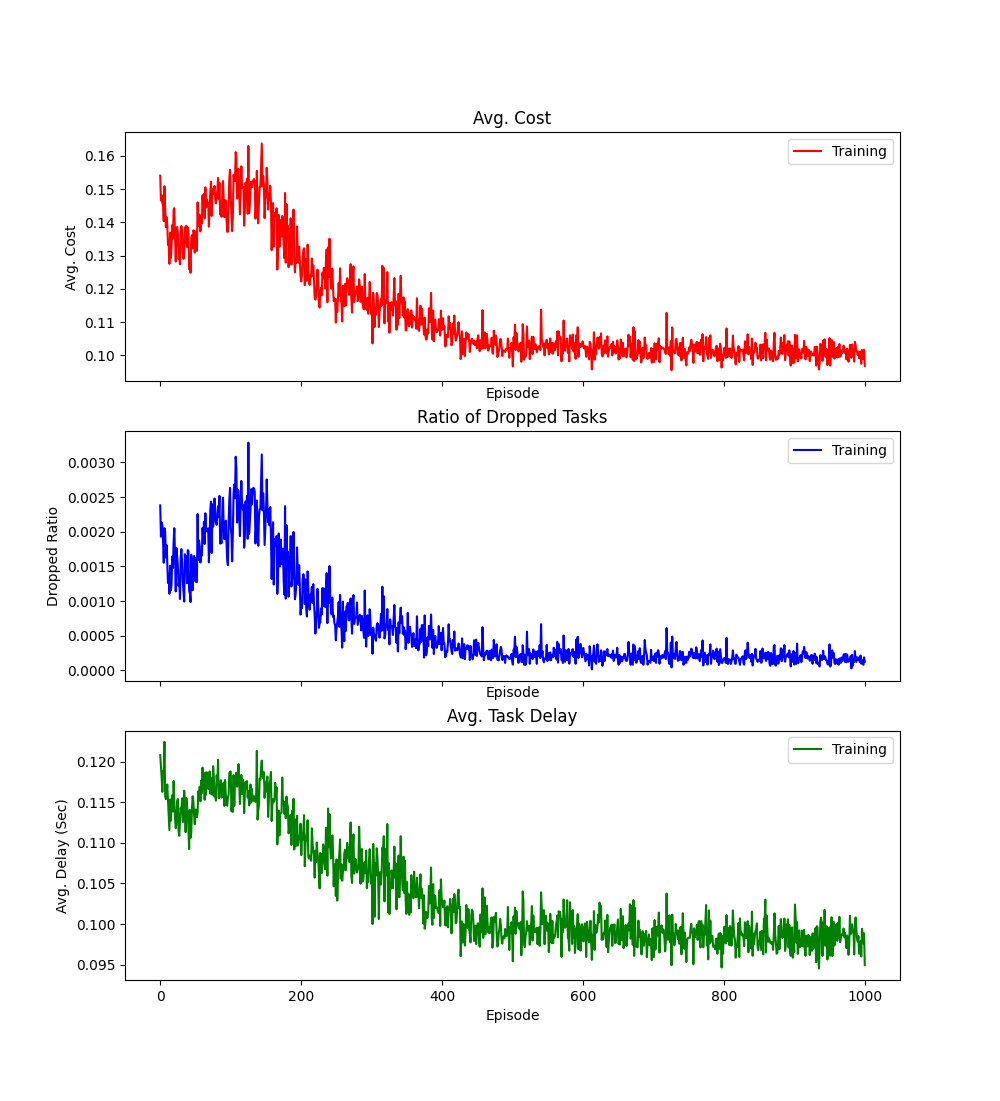 Avg. Cost
Training
0.16
0.15
0.14
0.13
0.12
0.11
0.10
Avg. Cost
Episode
Ratio of Dropped Tasks
Training
0.0030
0.0025
0.0020
0.0015
0.0010
0.0005
0.0000
Dropped Ratio
Episode
Avg. Task Delay
Training
0.120
0.115
0.110
0.105
0.100
0.095
Avg. Delay (Sec)
0 200 400 600 800 1000
Episode